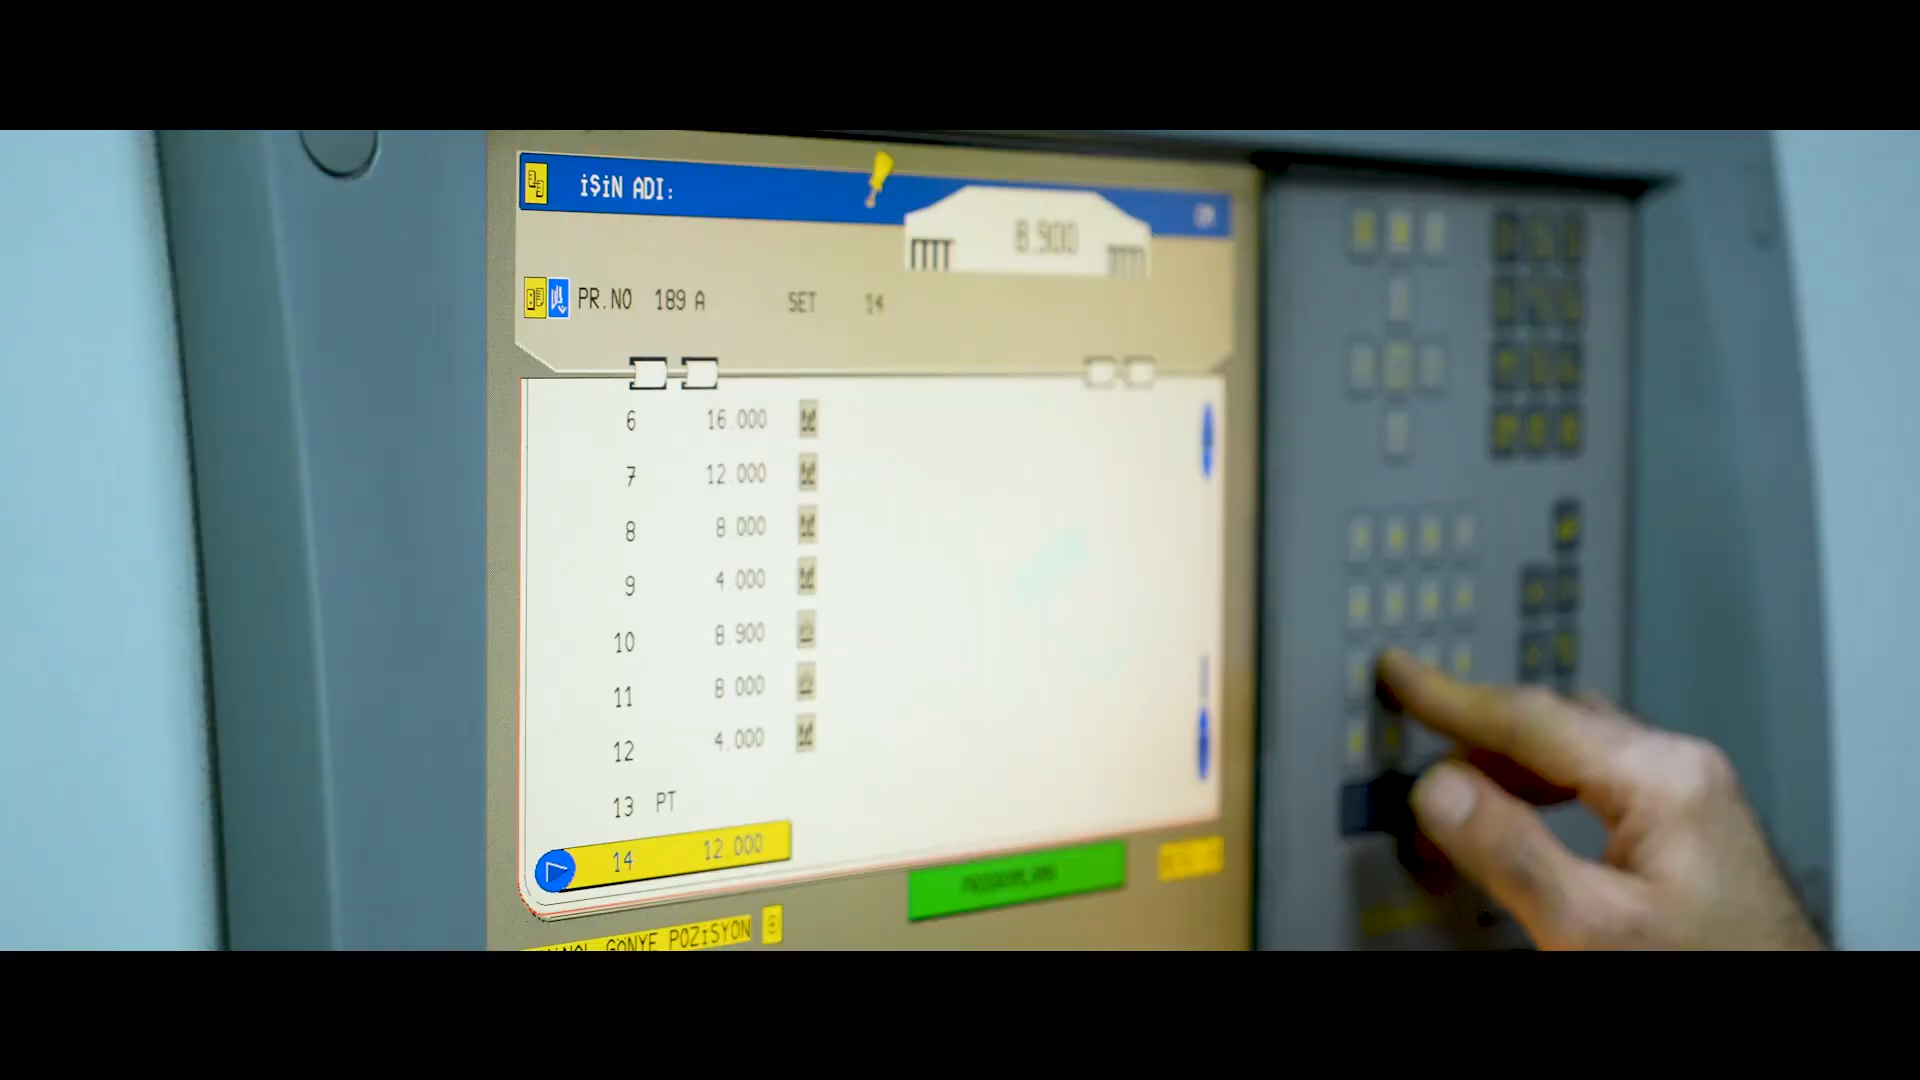 İŞİN ADI:
8.900
PR.NO 189 A SET 14
6 16.000
7 12.000
8 8.000
9 4.000
10 8.900
11 8.000
12 4.000
13 PT
14 12.000
GÖNYE POZİSYON